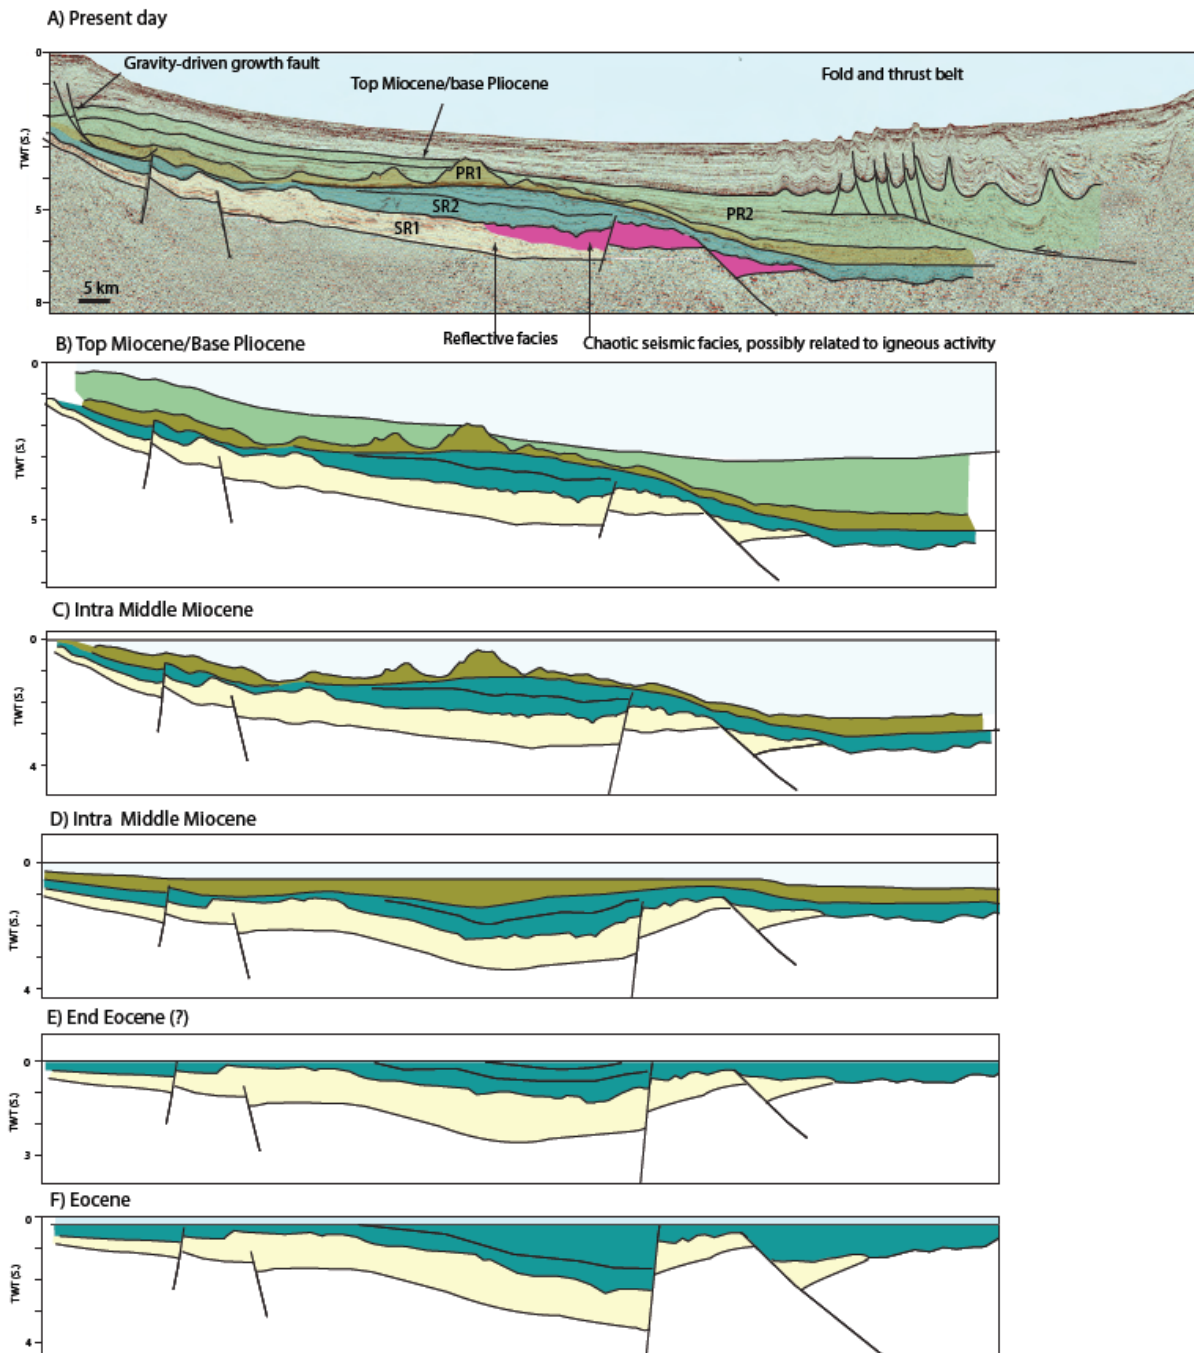 A) Present day
0
Gravity-driven growth fault
Top Miocene/base Pliocene
Fold and thrust belt
TWT (S.)
PR1
5
SR2
PR2
SR1
5 km
8
Reflective facies
Chaotic seismic facies, possibly related to igneous activity
B) Top Miocene/Base Pliocene
0
TWT (S.)
5
C) Intra Middle Miocene
0
TWT (S.)
4
D) Intra Middle Miocene
0
TWT (S.)
4
E) End Eocene (?)
0
TWT (S.)
3
F) Eocene
0
TWT (S.)
4